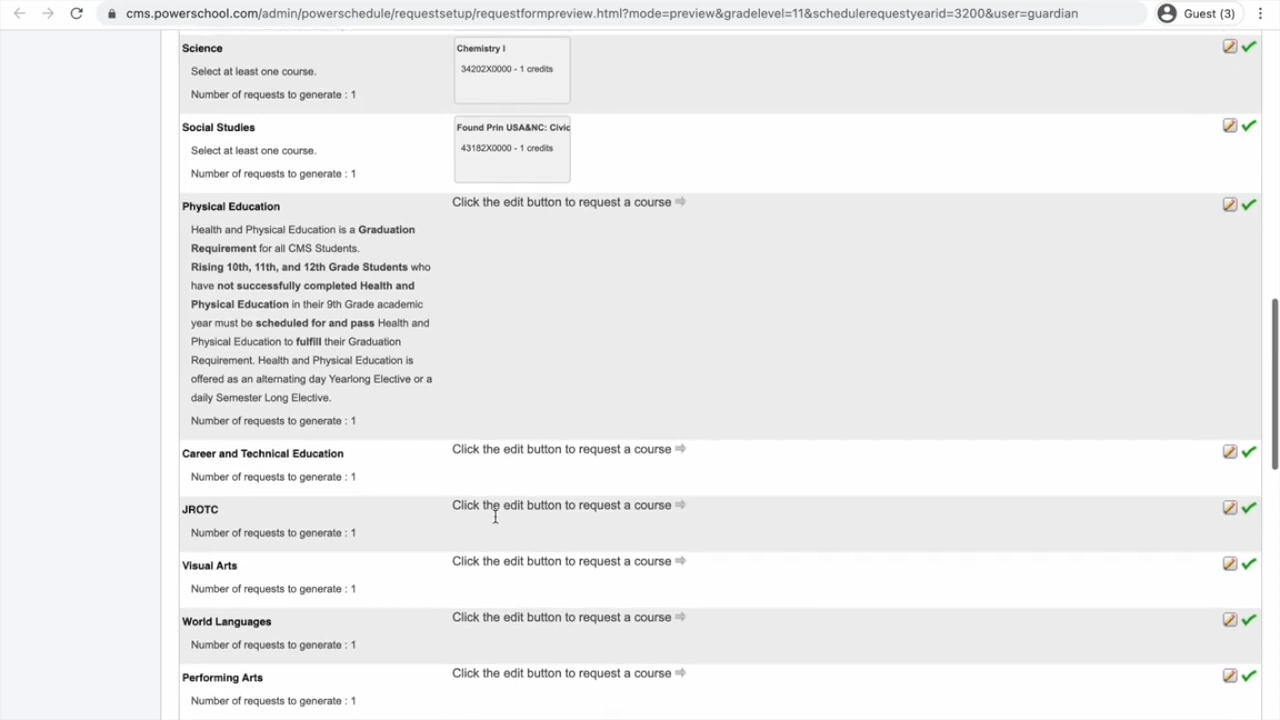 cms.powerschool.com/admin/powerschedule/requestsetup/requestformpreview.html?mode=preview&gradelevel=11&schedulerequestyearid=3200&user=guardian
Guest (3)
Science
Select at least one course.
Number of requests to generate : 1
Chemistry I
34202X0000 - 1 credits
Social Studies
Select at least one course.
Number of requests to generate : 1
Found Prin USA&NC: Civic
43182X0000 - 1 credits
Physical Education
Click the edit button to request a course
Health and Physical Education is a Graduation
Requirement for all CMS Students.
Rising 10th, 11th, and 12th Grade Students who
have not successfully completed Health and
Physical Education in their 9th Grade academic
year must be scheduled for and pass Health and
Physical Education to fulfill their Graduation
Requirement. Health and Physical Education is
offered as an alternating day Yearlong Elective or a
daily Semester Long Elective.
Number of requests to generate : 1
Career and Technical Education
Click the edit button to request a course
Number of requests to generate : 1
JROTC
Click the edit button to request a course
Number of requests to generate : 1
Visual Arts
Click the edit button to request a course
Number of requests to generate : 1
World Languages
Click the edit button to request a course
Number of requests to generate : 1
Performing Arts
Click the edit button to request a course
Number of requests to generate : 1